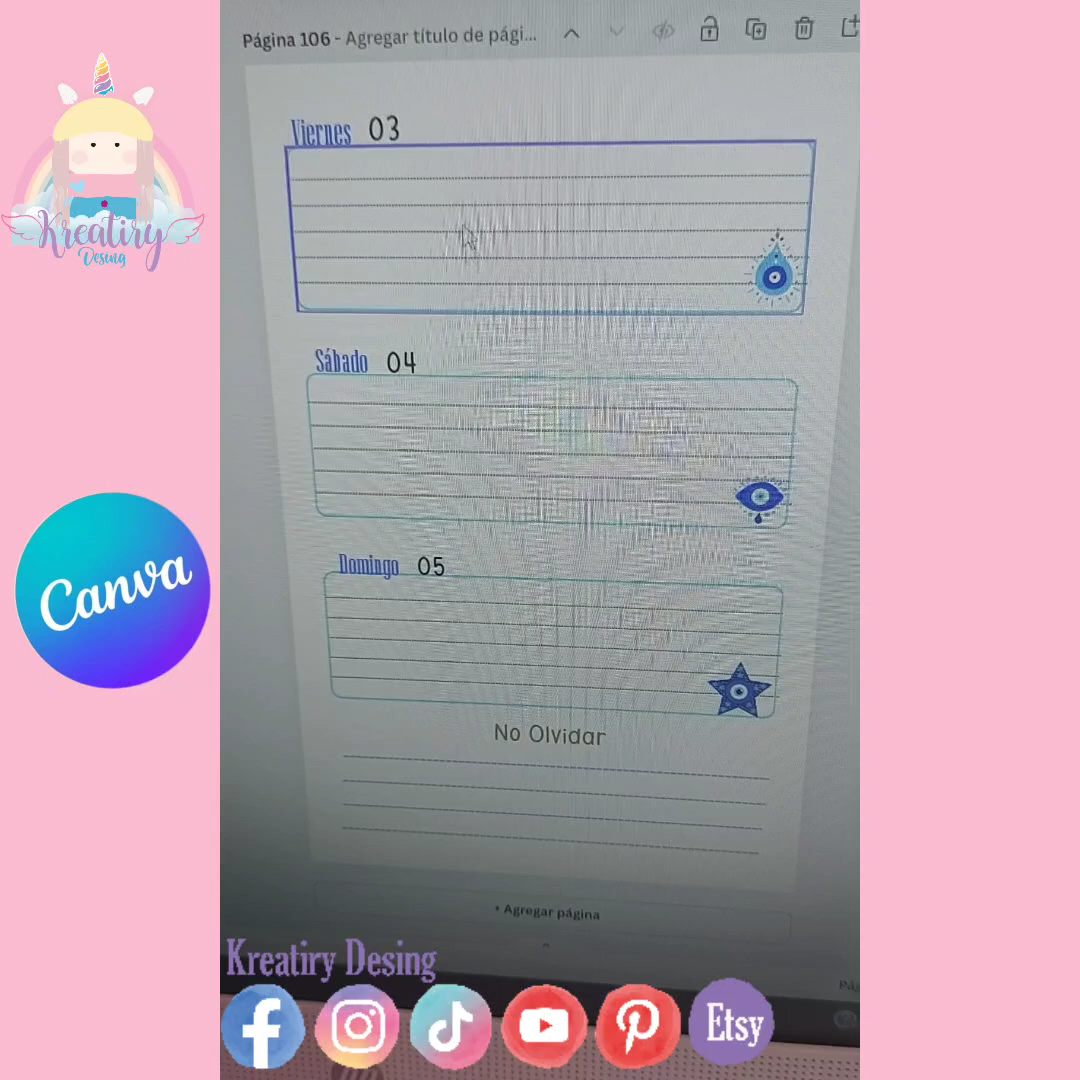 Página 106 - Agregar título de pági...
Viernes 03
Sábado 04
Domingo 05
No Olvidar
+ Agregar página
Kreatiry
Desing
Canva
Kreatiry Desing
Etsy